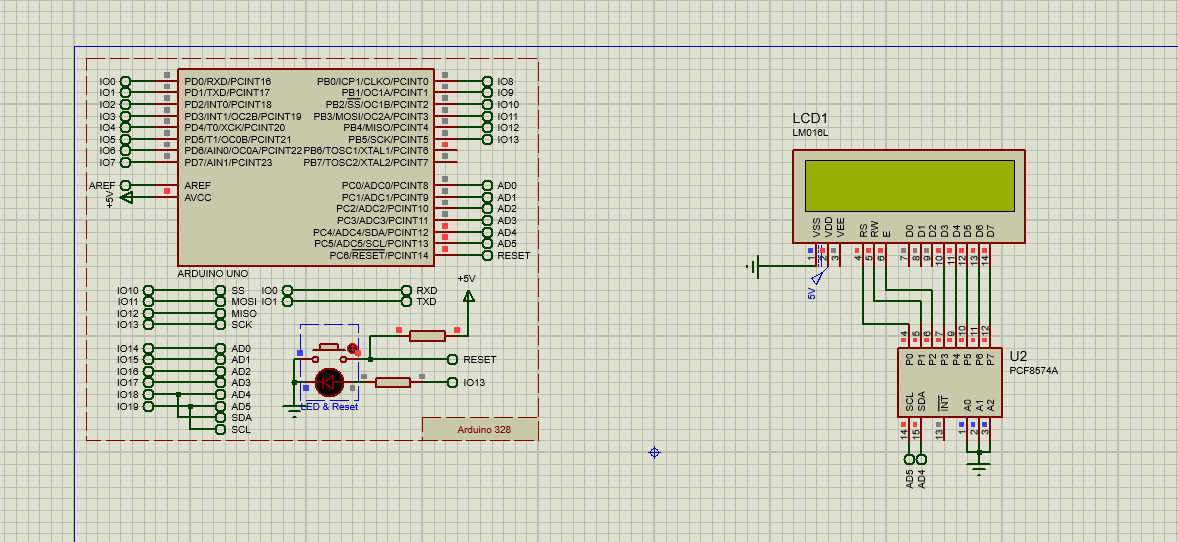 IO0 PD0/RXD/PCINT16 PB0/ICP1/CLKO/PCINT0 IO8
IO1 PD1/TXD/PCINT17 PB1/OC1A/PCINT1 IO9
IO2 PD2/INT0/PCINT18 PB2/SS/OC1B/PCINT2 IO10
IO3 PD3/INT1/OC2B/PCINT19 PB3/MOSI/OC2A/PCINT3 IO11
IO4 PD4/T0/XCK/PCINT20 PB4/MISO/PCINT4 IO12
IO5 PD5/T1/OC0B/PCINT21 PB5/SCK/PCINT5 IO13
IO6 PD6/AIN0/OC0A/PCINT22 PB6/TOSC1/XTAL1/PCINT6
IO7 PD7/AIN1/PCINT23 PB7/TOSC2/XTAL2/PCINT7
AREF AREF PC0/ADC0/PCINT8 AD0
+5V AVCC PC1/ADC1/PCINT9 AD1
PC2/ADC2/PCINT10 AD2
PC3/ADC3/PCINT11 AD3
PC4/ADC4/SDA/PCINT12 AD4
PC5/ADC5/SCL/PCINT13 AD5
PC6/RESET/PCINT14 RESET
ARDUINO UNO
IO10 SS IO0 RXD
IO11 MOSI IO1 TXD
IO12 MISO
IO13 SCK
+5V
IO14 AD0
IO15 AD1
IO16 AD2
IO17 AD3
IO18 AD4
IO19 AD5
SDA
SCL
RESET
IO13
LED & Reset
Arduino 328
LCD1
LM016L
VSS VDD VEE RS RW E D0 D1 D2 D3 D4 D5 D6 D7
1 2 3 4 5 6 7 8 9 10 11 12 13 14
5V
4 5 6 7 9 10 11 12
P0 P1 P2 P3 P4 P5 P6 P7
U2
PCF8574A
SCL SDA INT A0 A1 A2
14 15 13 1 2 3
AD5 AD4